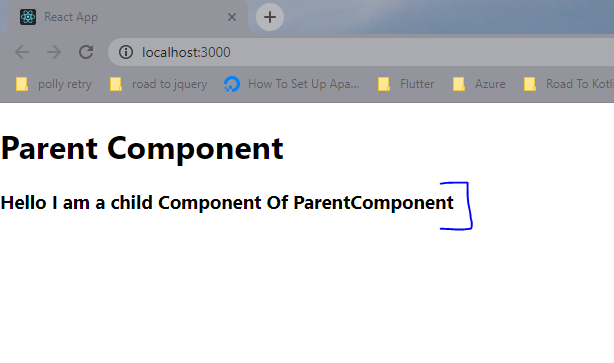 React App
localhost:3000
polly retry road to jquery How To Set Up Apa... Flutter Azure Road To Kotl
Parent Component
Hello I am a child Component Of ParentComponent